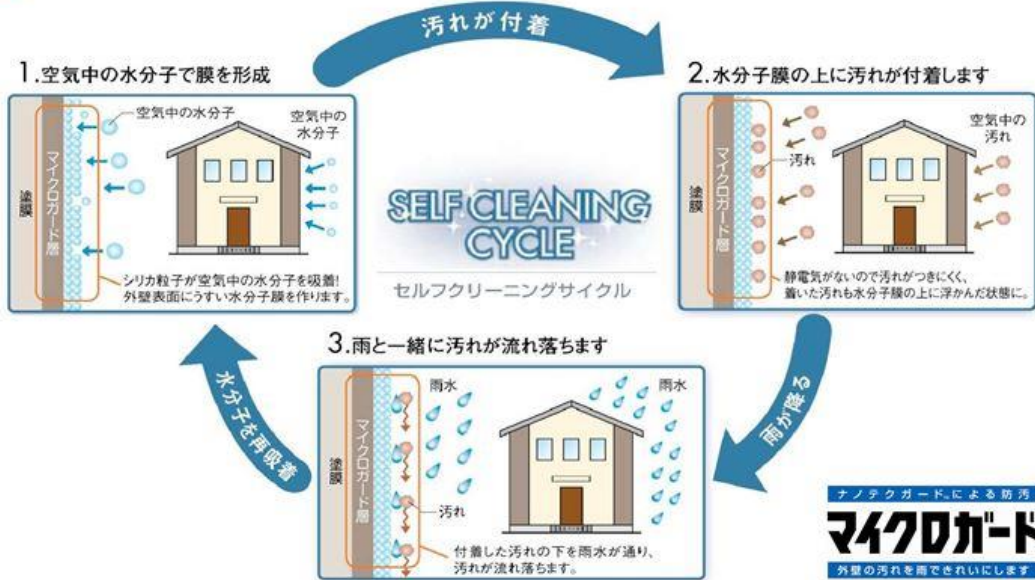 汚れが付着
1.空気中の水分子で膜を形成
空気中の水分子
空気中の
水分子
塗膜
マイクロガード層
シリカ粒子が空気中の水分子を吸着!
外壁表面にうすい水分子膜を作ります。
SELF CLEANING
CYCLE
セルフクリーニングサイクル
2.水分子膜の上に汚れが付着します
空気中の
汚れ
汚れ
塗膜
マイクロガード層
静電気がないので汚れがつきにくく、
着いた汚れも水分子膜の上に浮かんだ状態に。
雨が降る
3.雨と一緒に汚れが流れ落ちます
雨水
雨水
塗膜
マイクロガード層
汚れ
付着した汚れの下を雨水が通り、
汚れが流れ落ちます。
水分子を再吸着
ナノテクガード®による防汚
マイクロガード
外壁の汚れを雨できれいにします